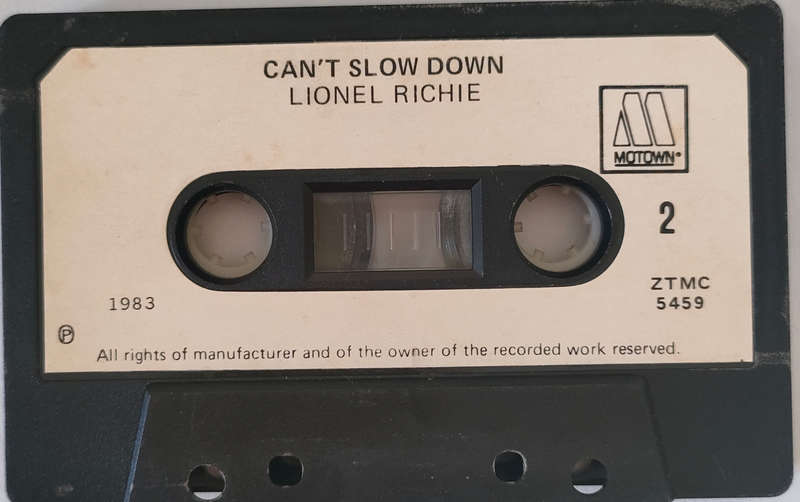 CAN'T SLOW DOWN
LIONEL RICHIE
MOTOWN®
2
ZTMC
5459
1983
Ⓟ
All rights of manufacturer and of the owner of the recorded work reserved.